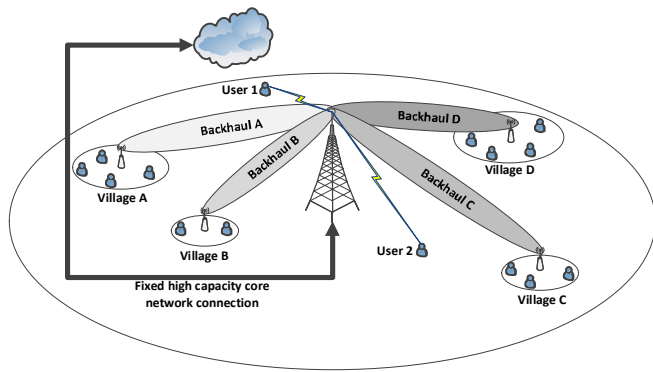 User 1
Backhaul A
Backhaul B
Backhaul D
Backhaul C
Village A
Village D
Village B
User 2
Village C
Fixed high capacity core
network connection